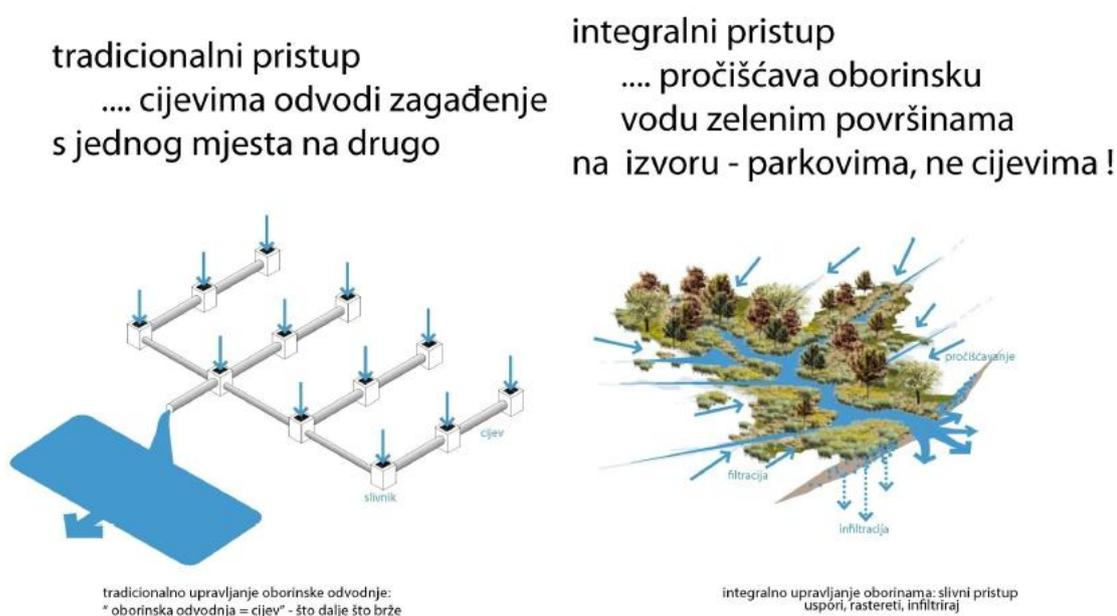 tradicionalni pristup
.... cijevima odvodi zagađenje
s jednog mjesta na drugo
integralni pristup
.... pročišćava oborinsku
vodu zelenim površinama
na izvoru - parkovima, ne cijevima !
cijev
slivnik
pročišćavanje
filtracija
infiltracija
tradicionalno upravljanje oborinske odvodnje:
" oborinska odvodnja = cijev" - što dalje što brže
integralno upravljanje oborinama: slivni pristup
uspori, rastereti, infiltriraj